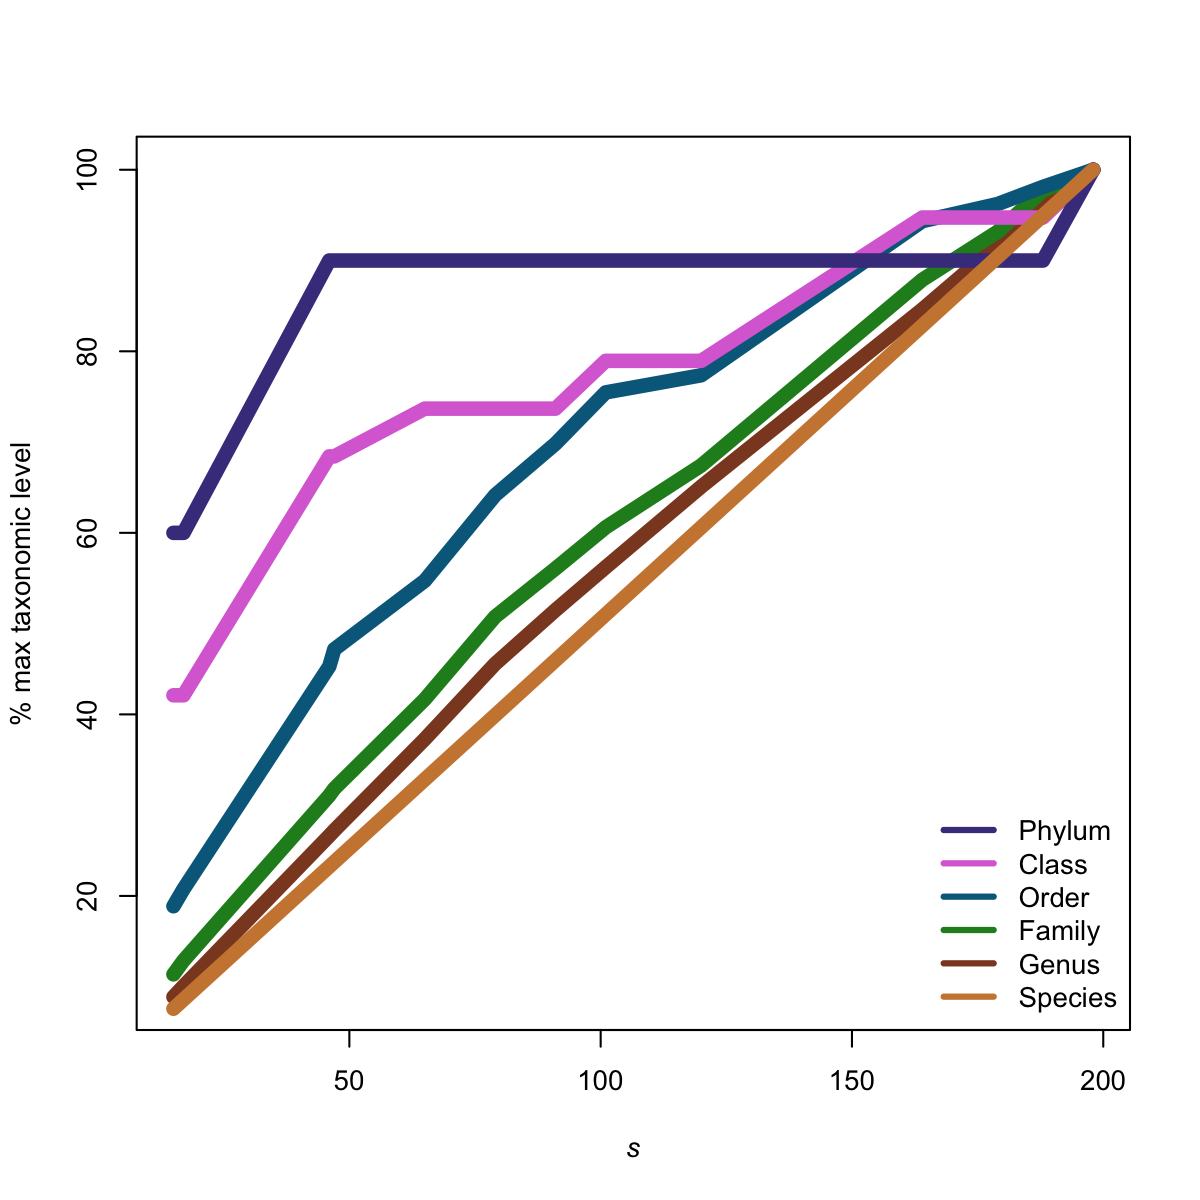 100
80
60
40
20
% max taxonomic level
50 100 150 200
s
Phylum
Class
Order
Family
Genus
Species